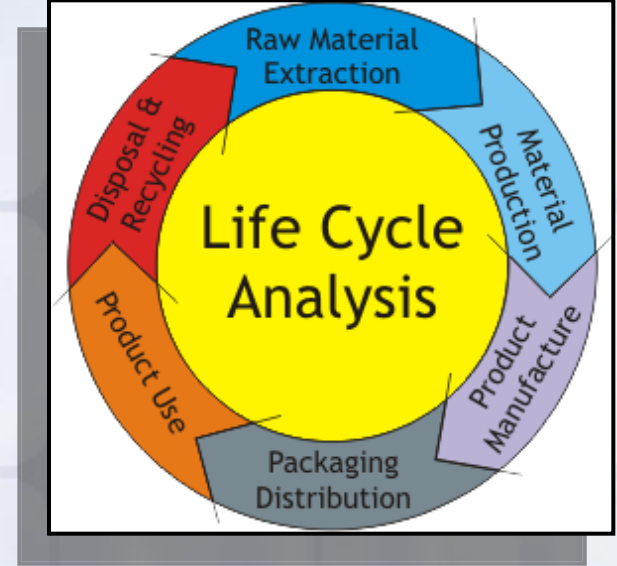 Raw Material
Extraction
Material
Production
Product
Manufacture
Packaging
Distribution
Product Use
Disposal &
Recycling
Life Cycle
Analysis